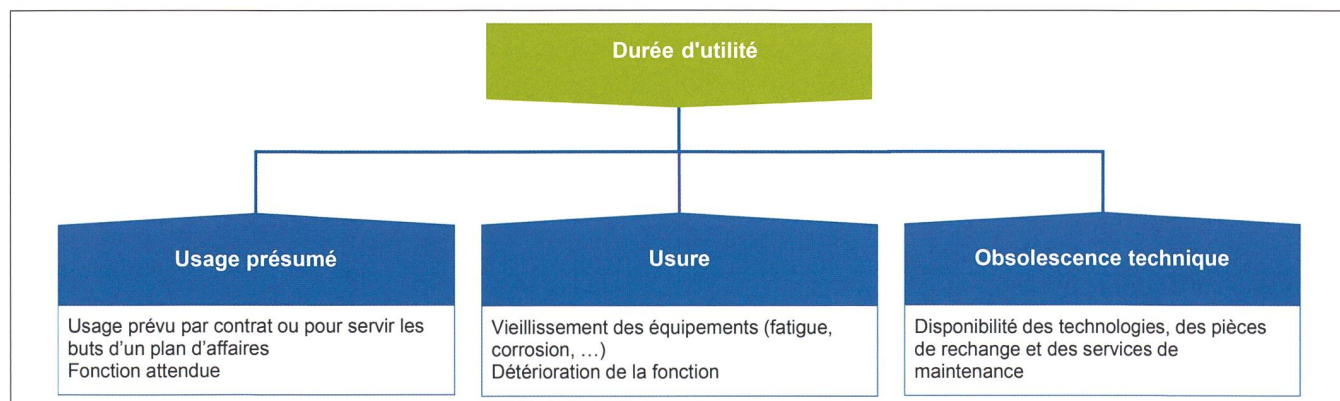 Durée d'utilité
Usage présumé
Usage prévu par contrat ou pour servir les
buts d'un plan d'affaires
Fonction attendue
Usure
Vieillissement des équipements (fatigue,
corrosion, …)
Détérioration de la fonction
Obsolescence technique
Disponibilité des technologies, des pièces
de rechange et des services de
maintenance